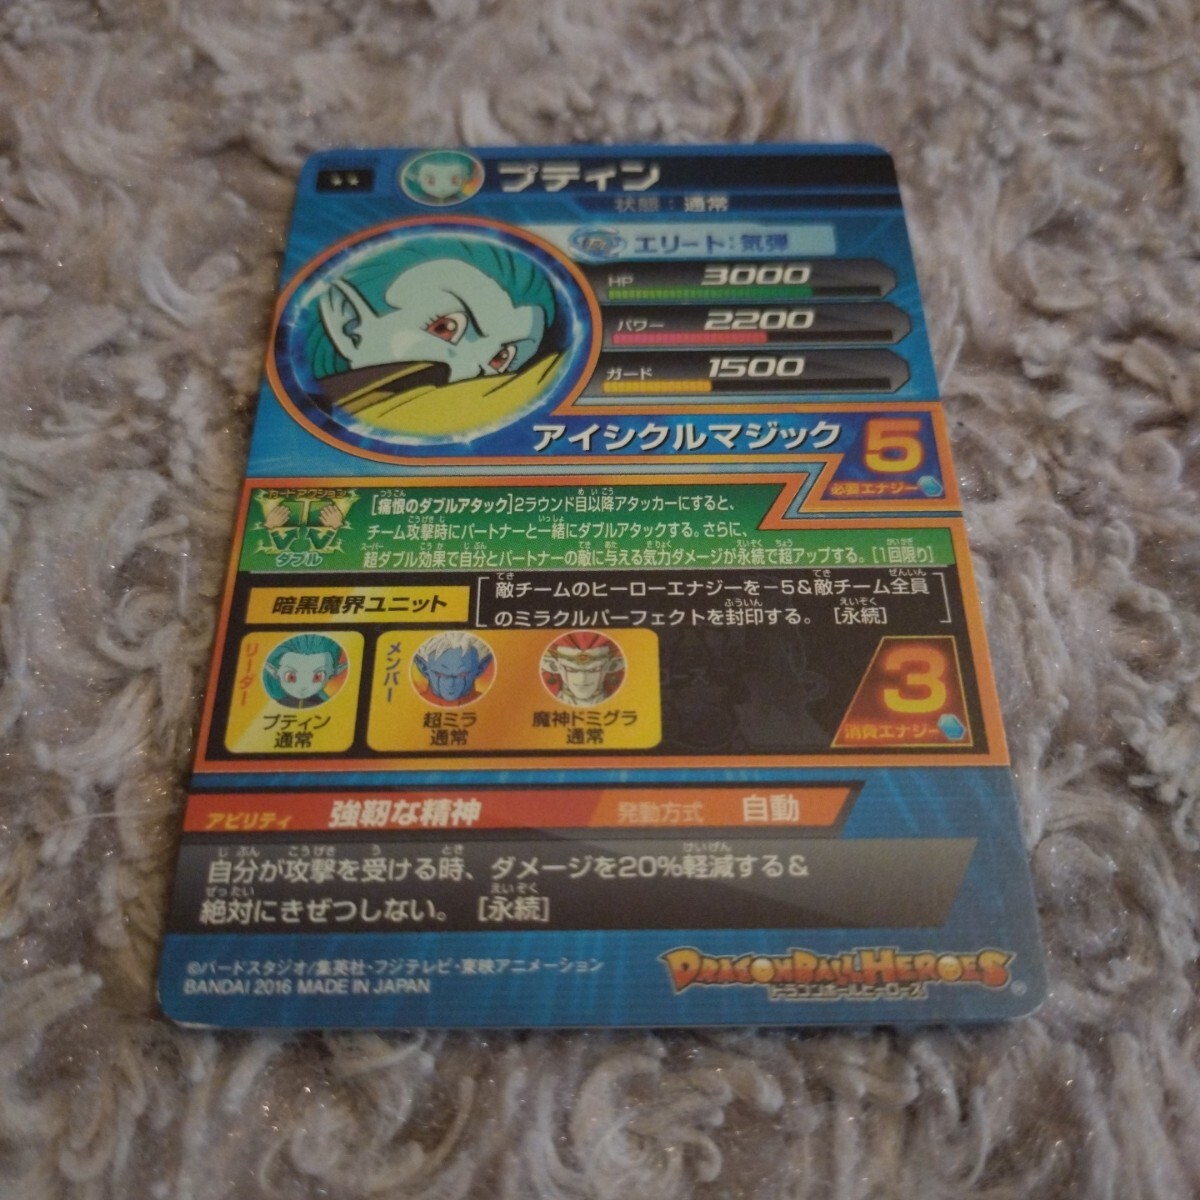 プティン
状態：通常
エリート：気弾
HP 3000
パワー 2200
ガード 1500
アイシクルマジック
5
必要エナジー
カードアクション
ダブル
[痛恨のダブルアタック]2ラウンド目以降アタッカーにすると、
チーム攻撃時にパートナーと一緒にダブルアタックする。さらに、
超ダブル効果で自分とパートナーの敵に与える気力ダメージが永続で超アップする。[1回限り]
暗黒魔界ユニット
敵チームのヒーローエナジーを－5＆敵チーム全員
のミラクルパーフェクトを封印する。 [永続]
リーダー
プティン
通常
メンバー
超ミラ
通常
魔神ドミグラ
通常
3
消費エナジー
アビリティ 強靭な精神 発動方式 自動
自分が攻撃を受ける時、ダメージを20%軽減する＆
絶対にきぜつしない。 [永続]
©バードスタジオ/集英社・フジテレビ・東映アニメーション
BANDAI 2016 MADE IN JAPAN
DRAGONBALL HEROES
ドラゴンボールヒーローズ